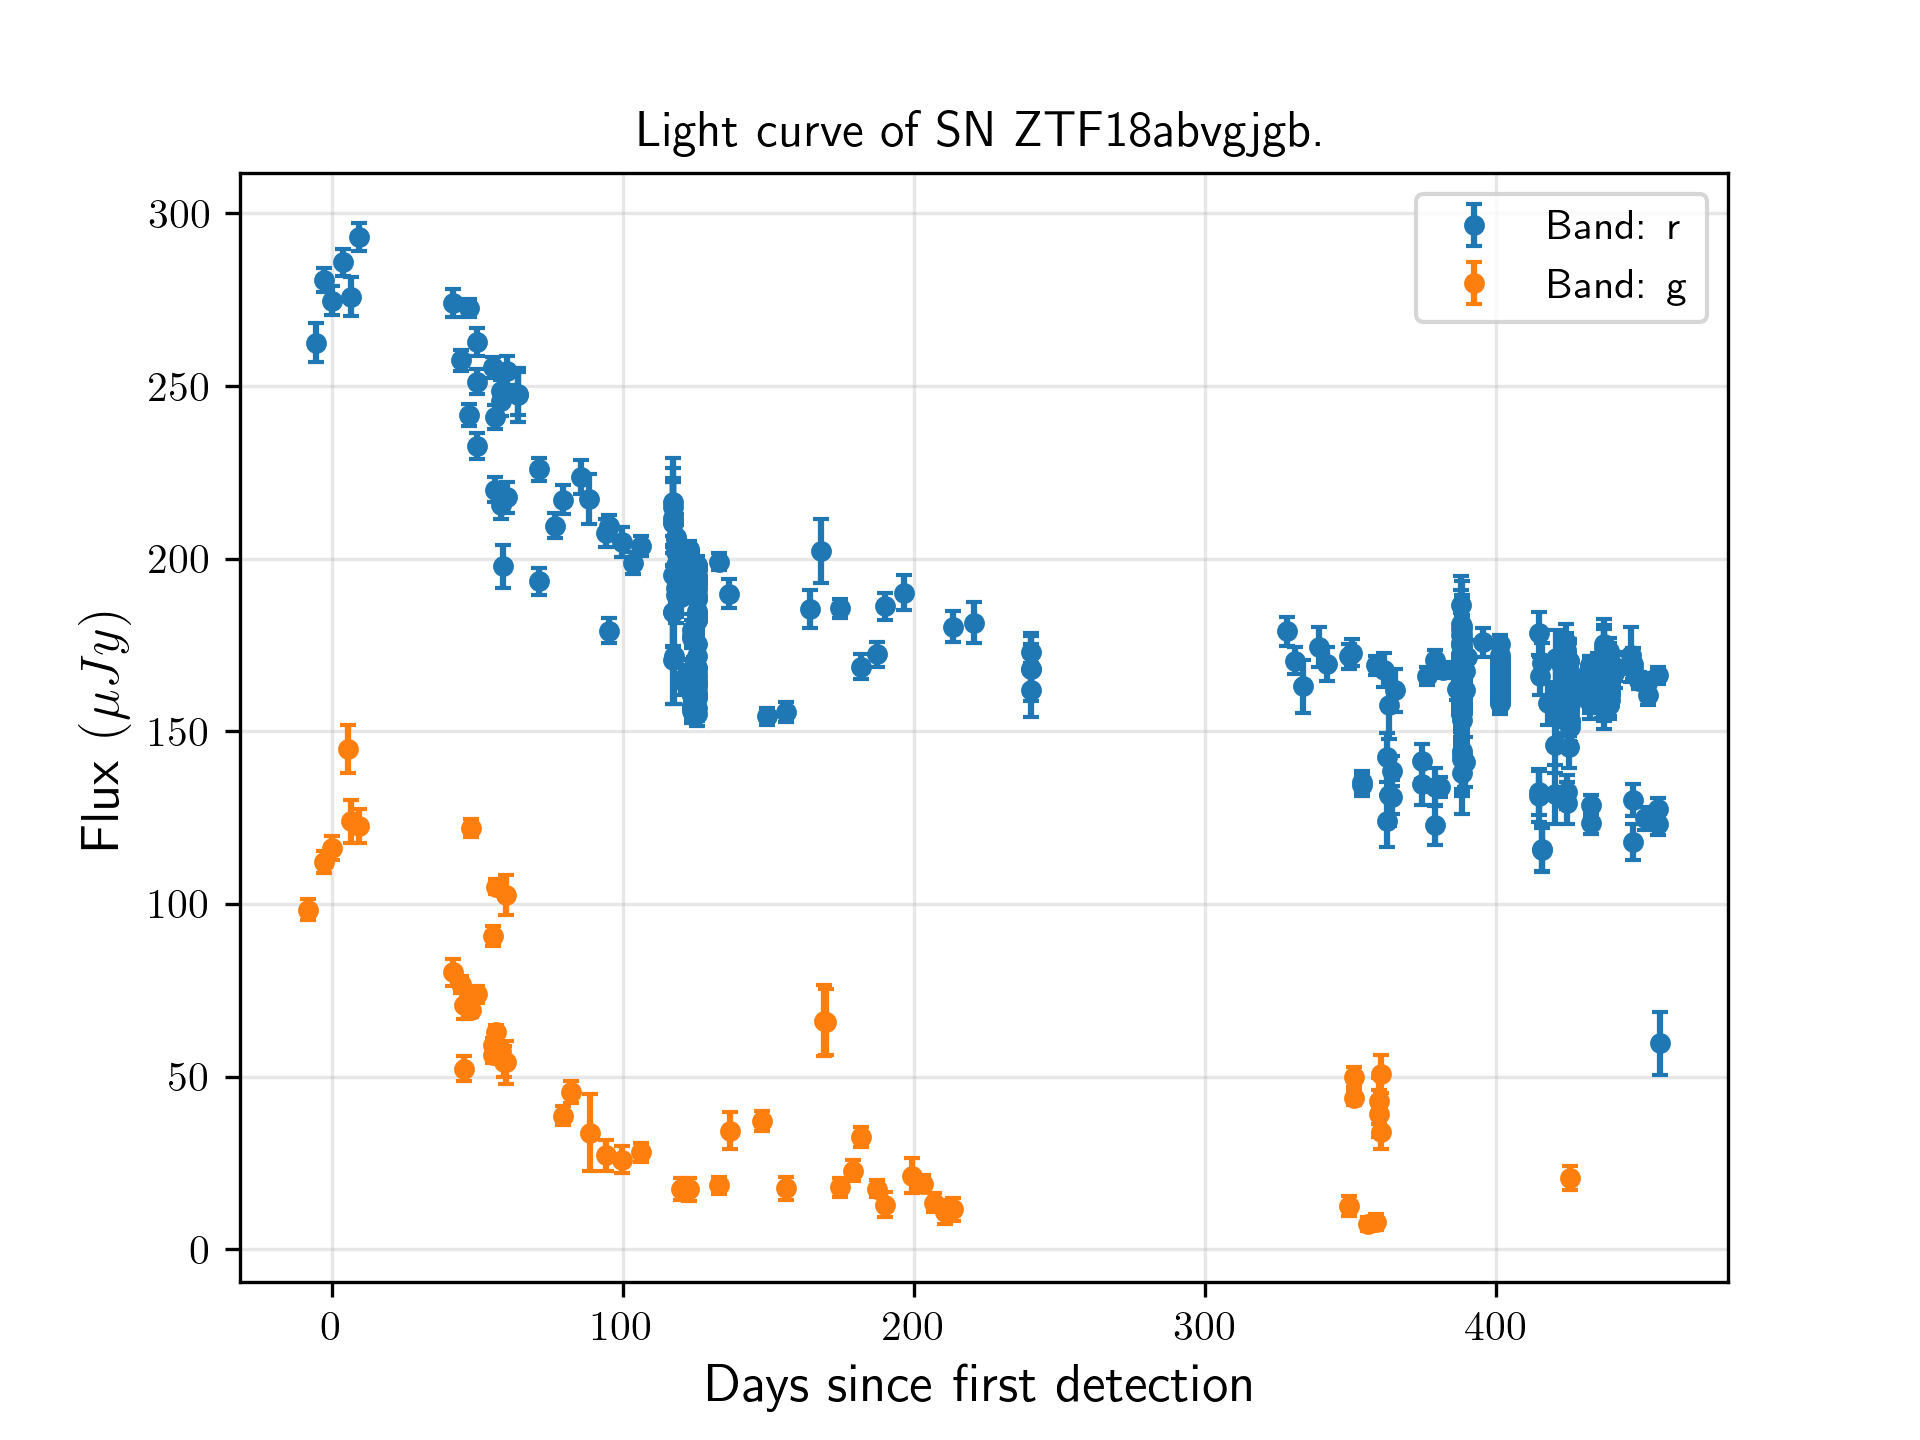 Light curve of SN ZTF18abvgjgb.
Band: r
Band: g
300
250
200
150
100
50
0
Flux (μJy)
0 100 200 300 400
Days since first detection